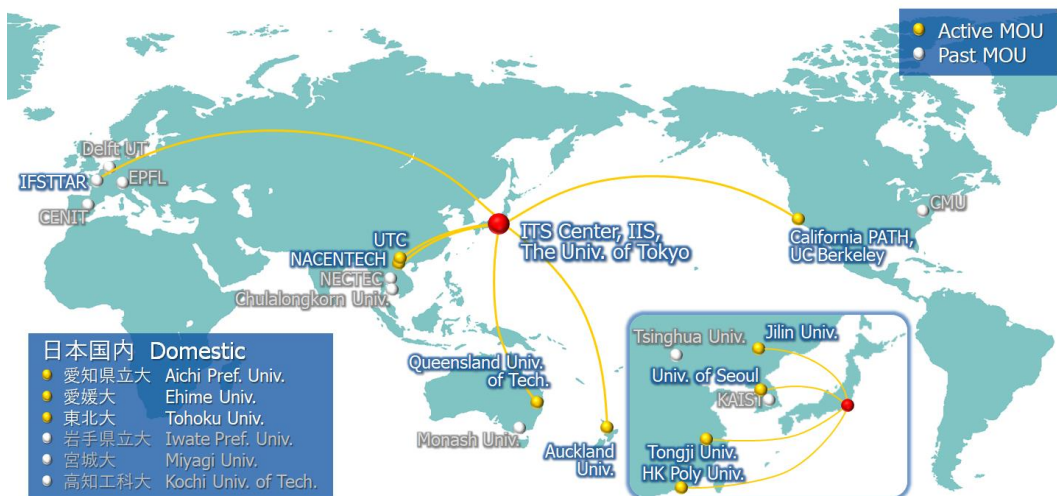 Active MOU
Past MOU
Delft UT
IFSTTAR
EPFL
CENIT
UTC
NACENTECH
NECTEC
Chulalongkorn Univ.
ITS Center, IIS,
The Univ. of Tokyo
CMU
California PATH,
UC Berkeley
Queensland Univ.
of Tech.
Monash Univ.
Auckland
Univ.
Tsinghua Univ.
Jilin Univ.
Univ. of Seoul
KAIST
Tongji Univ.
HK Poly Univ.
日本国内 Domestic
愛知県立大 Aichi Pref. Univ.
愛媛大 Ehime Univ.
東北大 Tohoku Univ.
岩手県立大 Iwate Pref. Univ.
宮城大 Miyagi Univ.
高知工科大 Kochi Univ. of Tech.